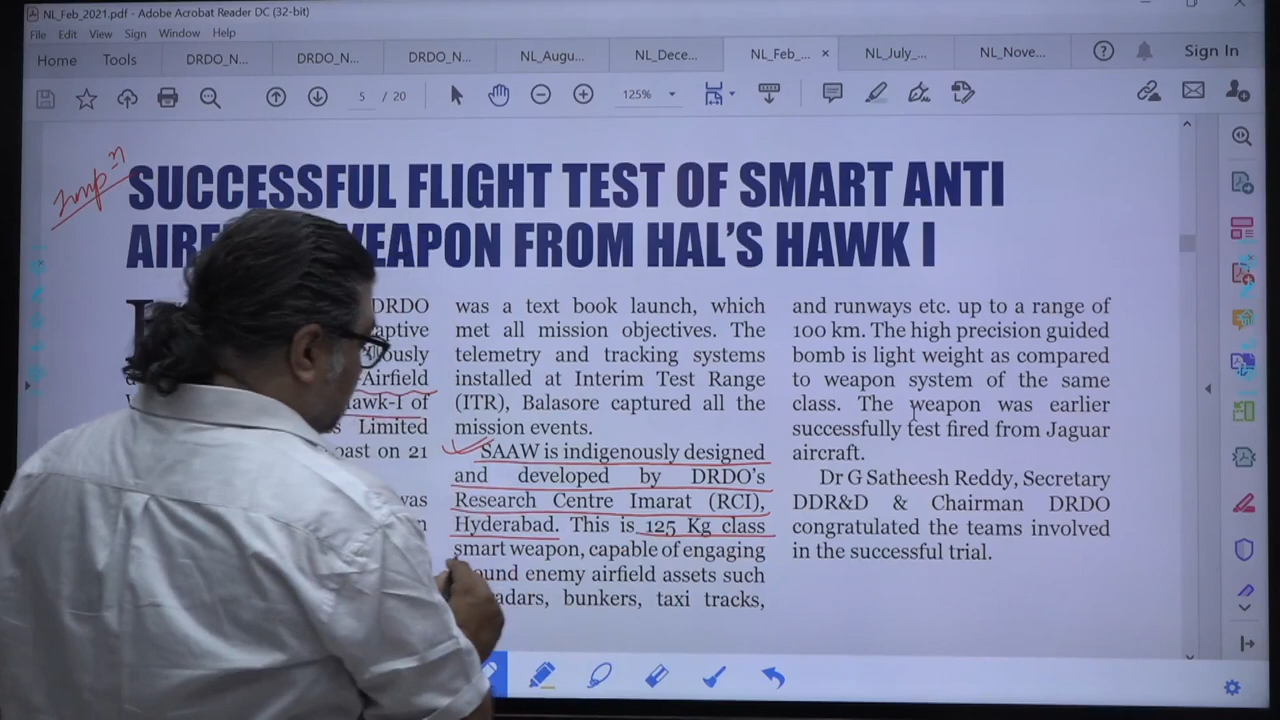 NL_Feb_2021.pdf - Adobe Acrobat Reader DC (32-bit)
File Edit View Sign Window Help
Home Tools DRDO_N... DRDO_N... DRDO_N... NL_Augu... NL_Dece... NL_Feb_... × NL_July_... NL_Nove... Sign In
5 / 20 125%
Impⁿ
SUCCESSFUL FLIGHT TEST OF SMART ANTI
WEAPON FROM HAL'S HAWK I
DRDO
-Airfield
Hawk-I of
Limited
on 21
was
was a text book launch, which
met all mission objectives. The
telemetry and tracking systems
installed at Interim Test Range
(ITR), Balasore captured all the
mission events.
SAAW is indigenously designed
and developed by DRDO's
Research Centre Imarat (RCI),
Hyderabad. This is 125 Kg class
smart weapon, capable of engaging
enemy airfield assets such
bunkers, taxi tracks,
and runways etc. up to a range of
100 km. The high precision guided
bomb is light weight as compared
to weapon system of the same
class. The weapon was earlier
successfully test fired from Jaguar
aircraft.
Dr G Satheesh Reddy, Secretary
DDR&D & Chairman DRDO
congratulated the teams involved
in the successful trial.